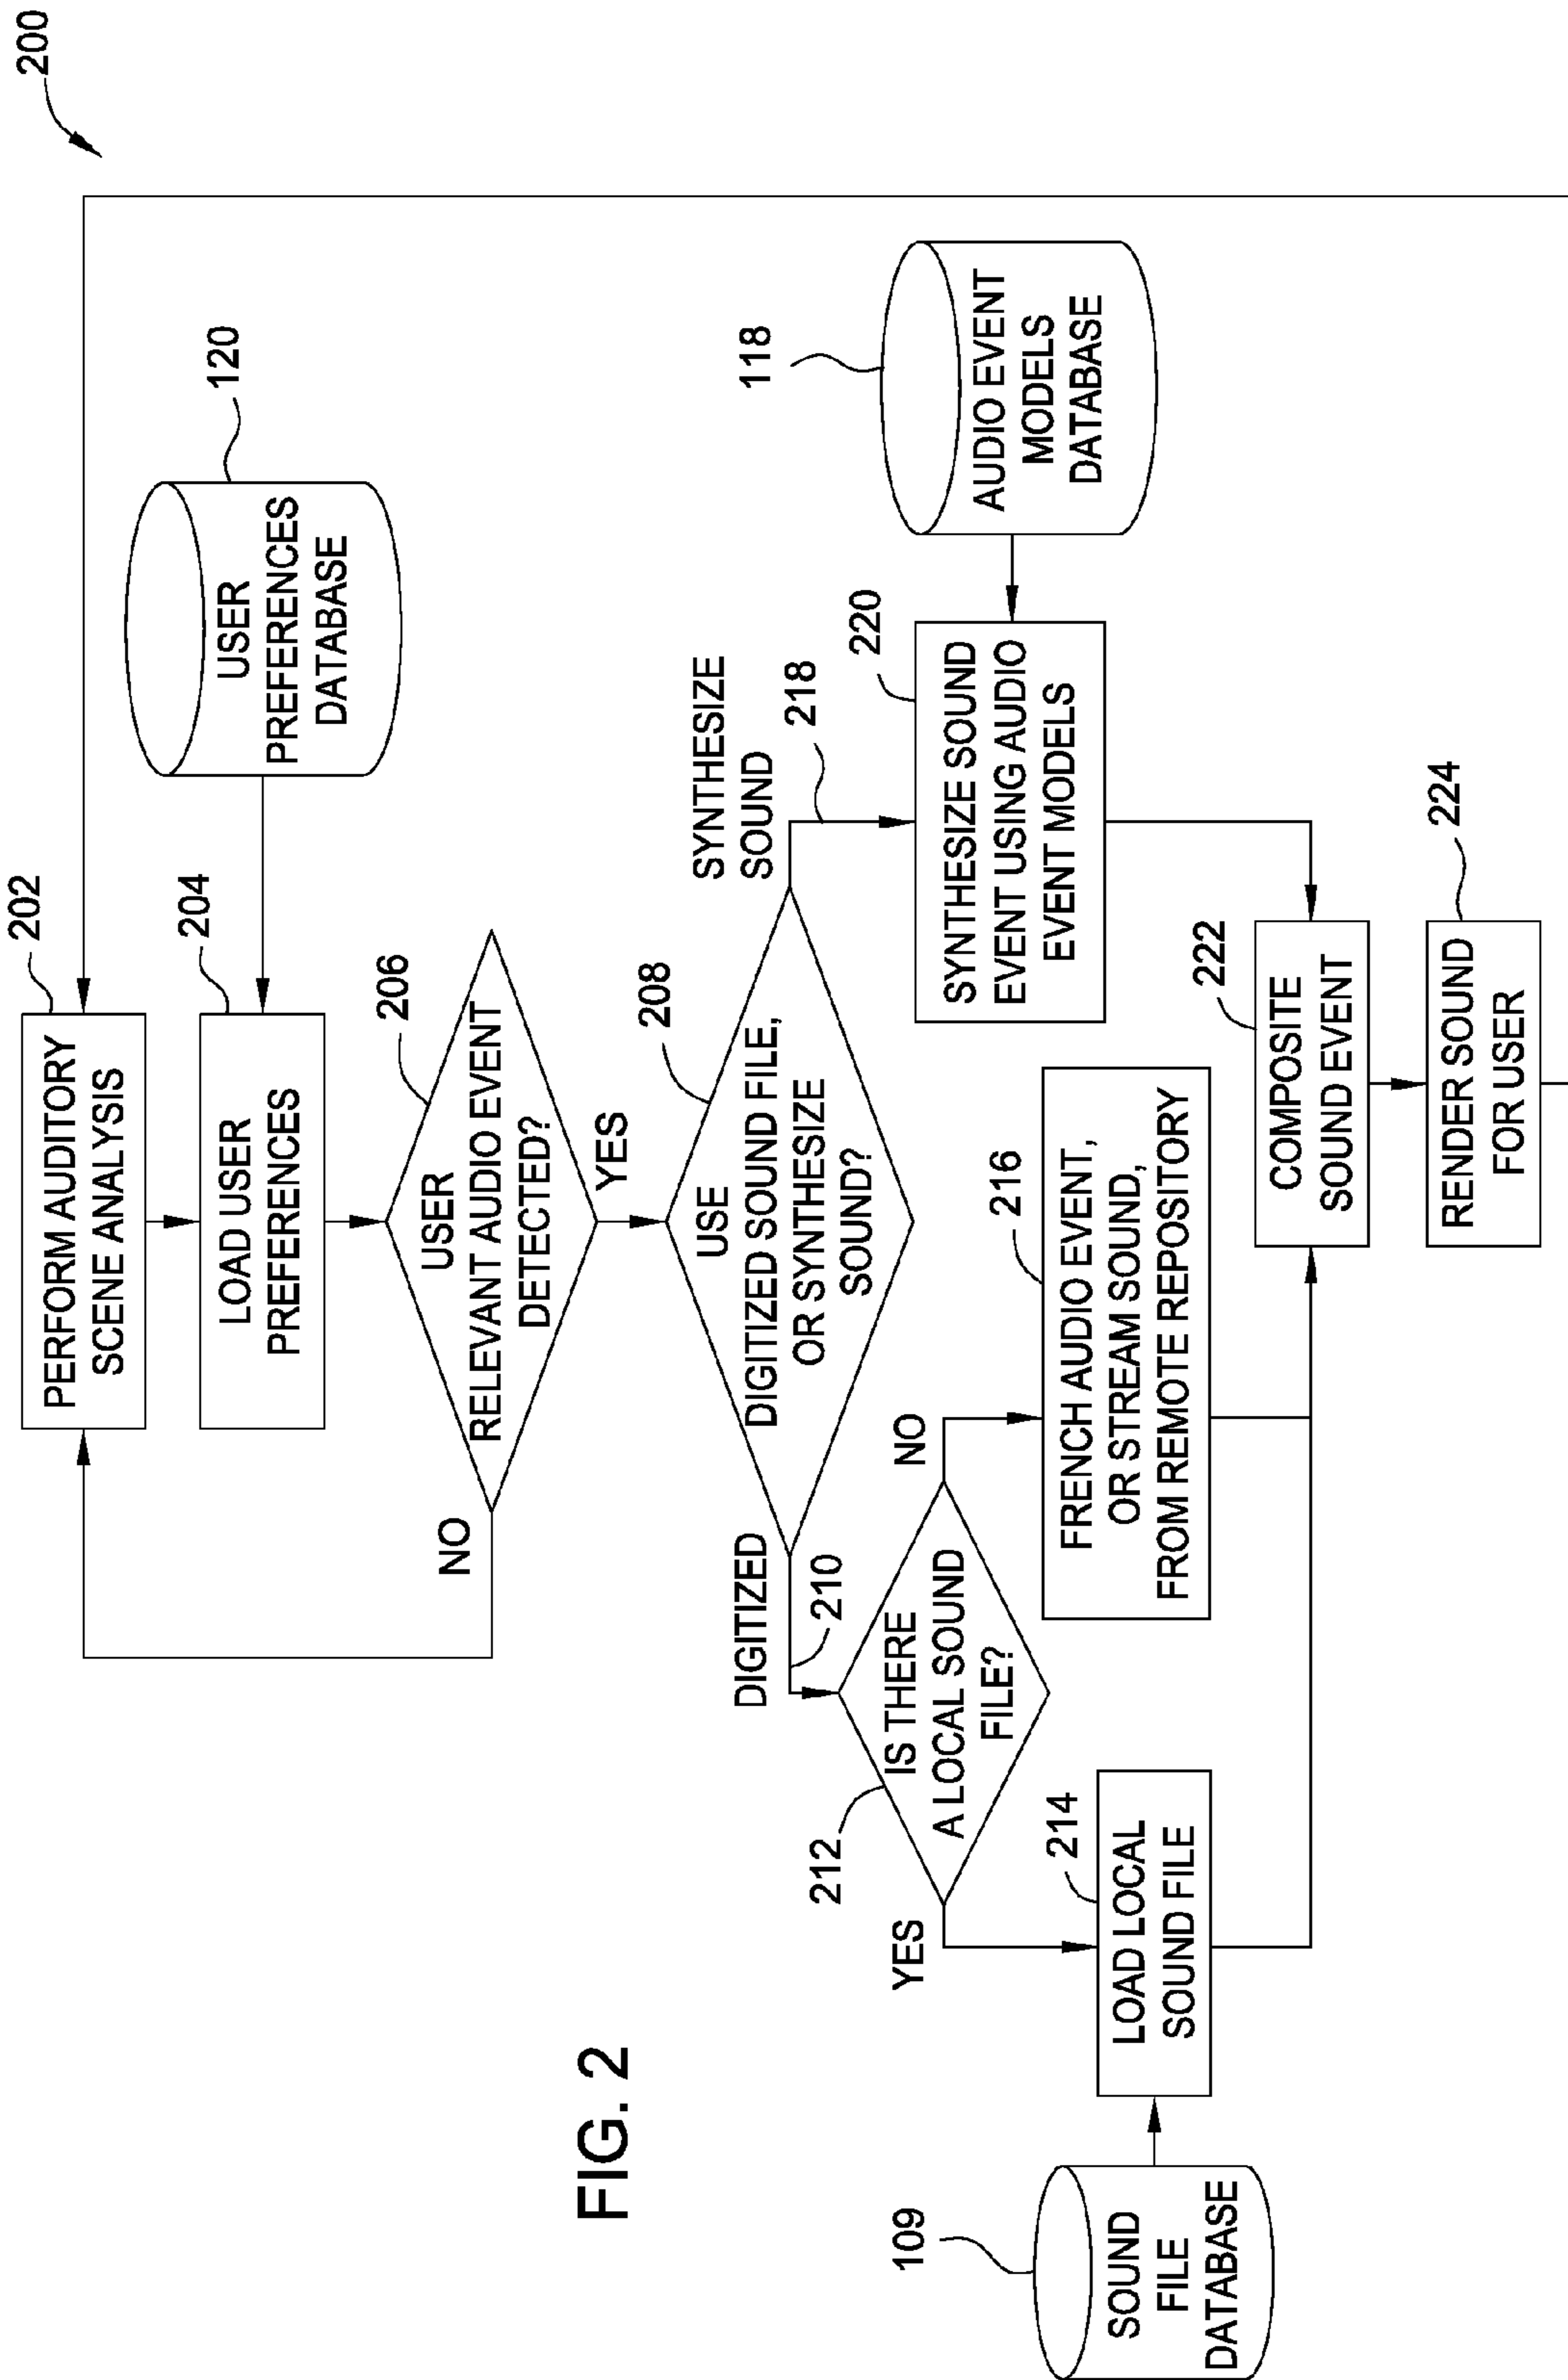 200
202
PERFORM AUDITORY
SCENE ANALYSIS
204
LOAD USER
PREFERENCES
120
USER
PREFERENCES
DATABASE
206
USER
RELEVANT AUDIO EVENT
DETECTED?
NO
YES
208
USE
DIGITIZED SOUND FILE,
OR SYNTHESIZE
SOUND?
DIGITIZED
210
SYNTHESIZE
SOUND
218
212
IS THERE
A LOCAL SOUND
FILE?
YES
NO
109
SOUND
FILE
DATABASE
214
LOAD LOCAL
SOUND FILE
216
FRENCH AUDIO EVENT,
OR STREAM SOUND,
FROM REMOTE REPOSITORY
220
SYNTHESIZE SOUND
EVENT USING AUDIO
EVENT MODELS
118
AUDIO EVENT
MODELS
DATABASE
222
COMPOSITE
SOUND EVENT
224
RENDER SOUND
FOR USER
FIG. 2